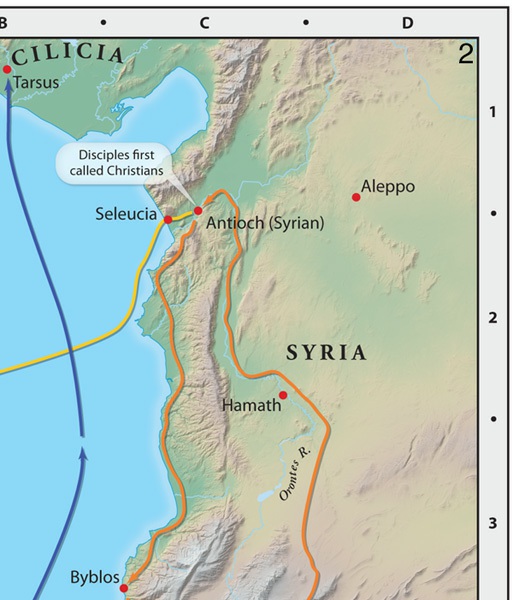 B
C
D
2
CILICIA
Tarsus
1
Disciples first
called Christians
Aleppo
Seleucia
Antioch (Syrian)
2
SYRIA
Hamath
Orontes R.
3
Byblos